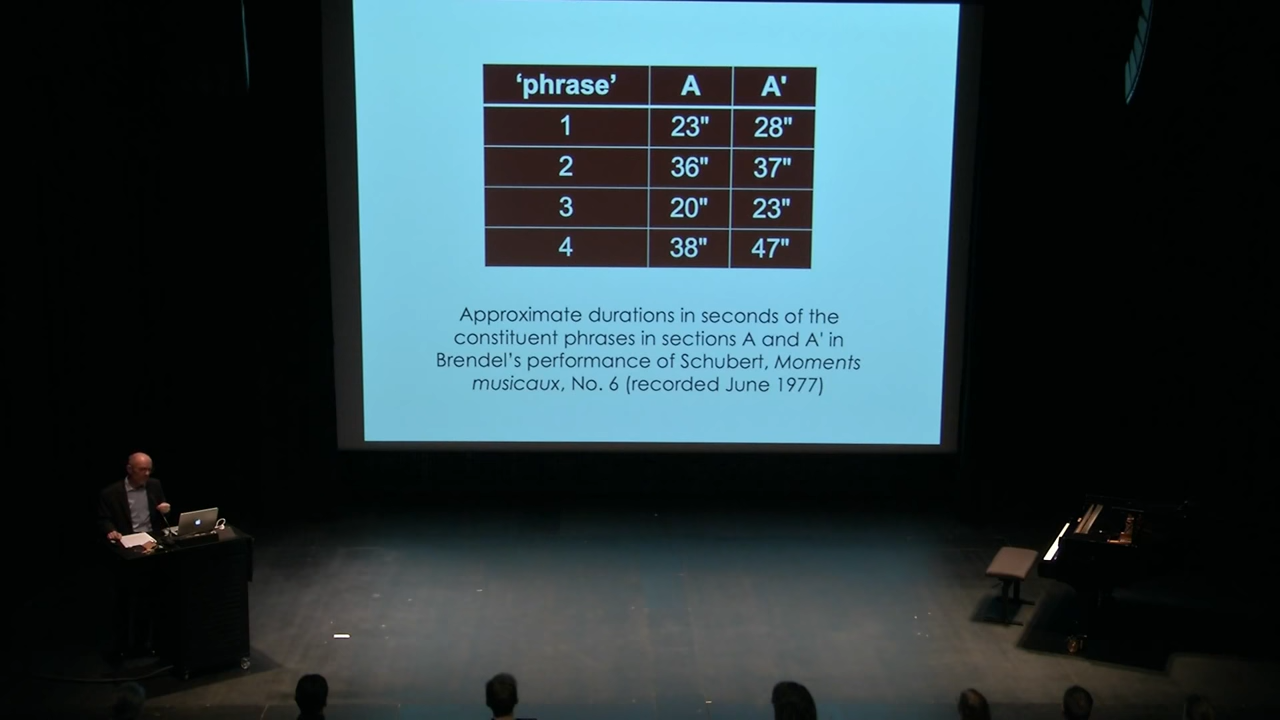 ‘phrase’ A A'
1 23" 28"
2 36" 37"
3 20" 23"
4 38" 47"
Approximate durations in seconds of the
constituent phrases in sections A and A' in
Brendel’s performance of Schubert, Moments
musicaux, No. 6 (recorded June 1977)